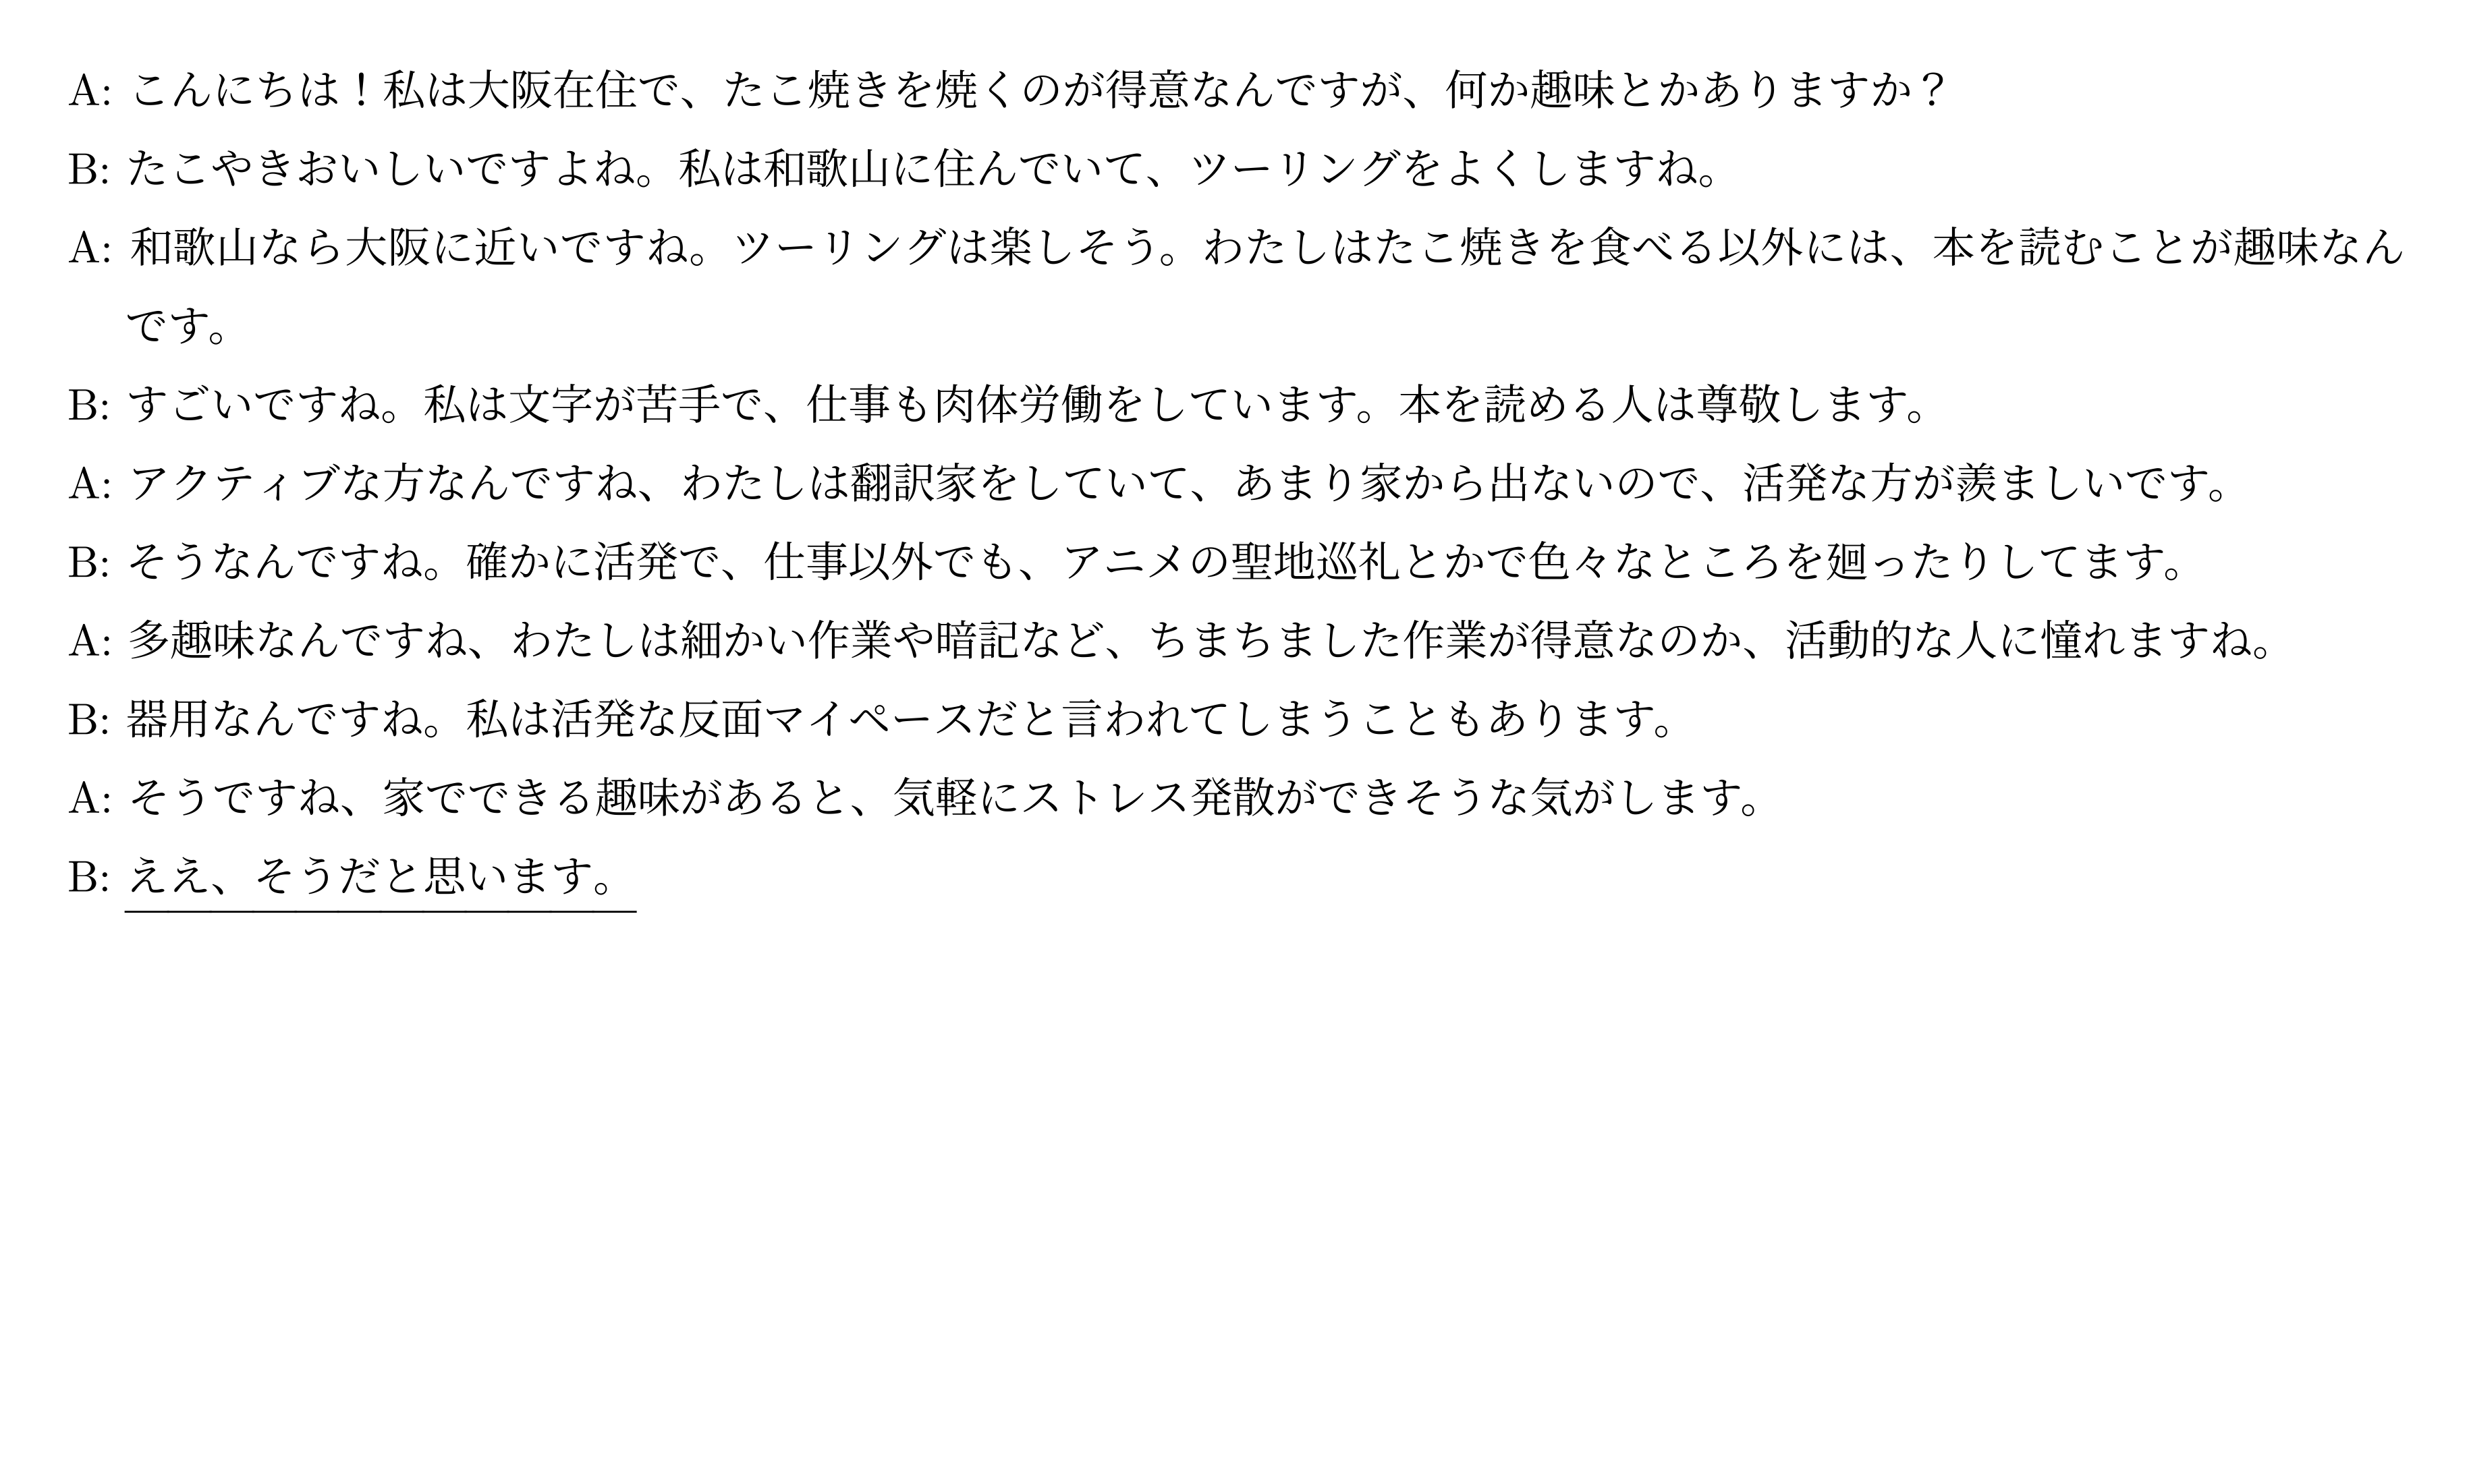 A: こんにちは！私は大阪在住で、たこ焼きを焼くのが得意なんですが、何か趣味とかありますか？
B: たこやきおいしいですよね。私は和歌山に住んでいて、ツーリングをよくしますね。
A: 和歌山なら大阪に近いですね。ツーリングは楽しそう。わたしはたこ焼きを食べる以外には、本を読むことが趣味なん
です。
B: すごいですね。私は文字が苦手で、仕事も肉体労働をしています。本を読める人は尊敬します。
A: アクティブな方なんですね、わたしは翻訳家をしていて、あまり家から出ないので、活発な方が羨ましいです。
B: そうなんですね。確かに活発で、仕事以外でも、アニメの聖地巡礼とかで色々なところを廻ったりしてます。
A: 多趣味なんですね、わたしは細かい作業や暗記など、ちまちました作業が得意なのか、活動的な人に憧れますね。
B: 器用なんですね。私は活発な反面マイペースだと言われてしまうこともあります。
A: そうですね、家でできる趣味があると、気軽にストレス発散ができそうな気がします。
B: ええ、そうだと思います。